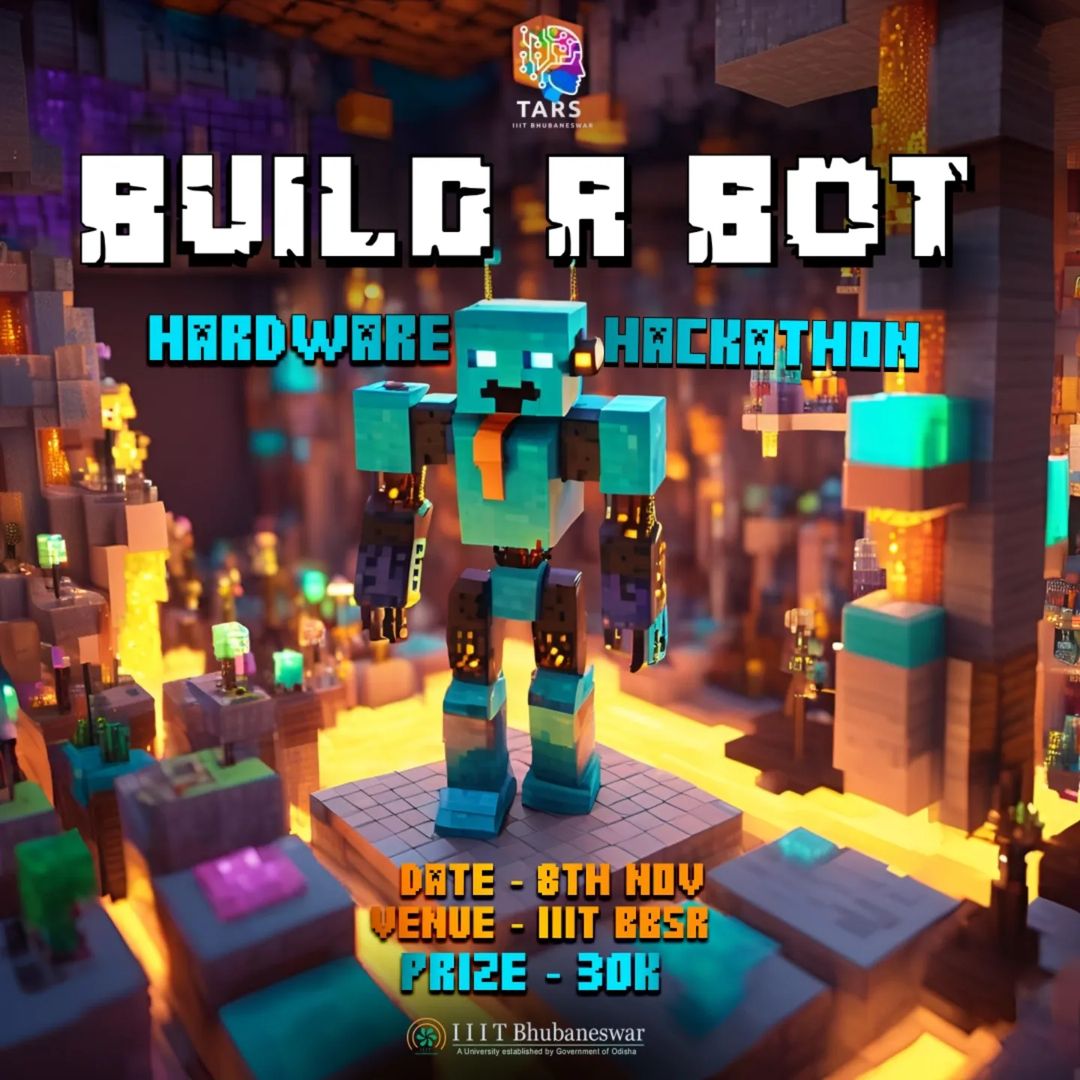 TARS
IIIT BHUBANESWAR
BUILD A BOT
HARDWARE HACKATHON
DATE - 8TH NOV
VENUE - IIIT BBSR
PRIZE - 30K
IIIT Bhubaneswar
A University established by Government of Odisha